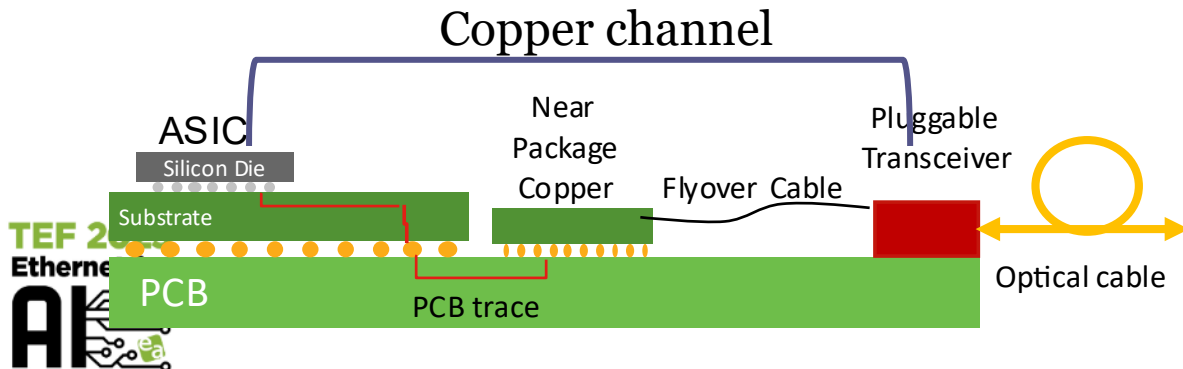 Copper channel
ASIC
Silicon Die
Substrate
Near
Package
Copper
Flyover Cable
Pluggable
Transceiver
Optical cable
TEF
PCB
PCB trace
AI
ea